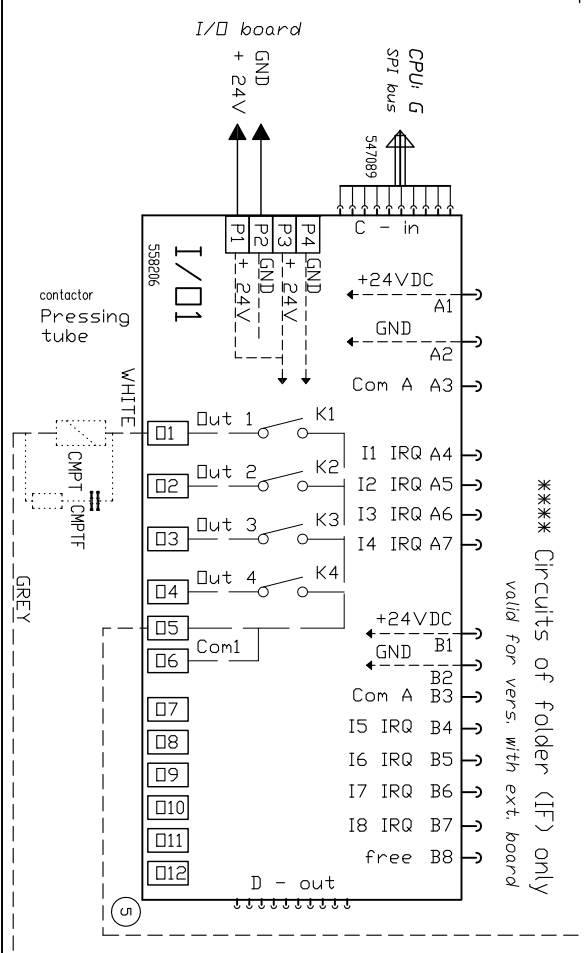 I/O board
+ 24V
GND
CPU: G
SPI bus
547089
C - in
P1
P2
P3
P4
+ 24V
GND
+ 24V
GND
558206
I/O1
contactor
Pressing
tube
WHITE
CMPT
CMPTF
GREY
O1
Out 1
K1
O2
Out 2
K2
O3
Out 3
K3
O4
Out 4
K4
O5
O6
Com1
O7
O8
O9
O10
O11
O12
+24VDC
A1
GND
A2
Com A A3
I1 IRQ A4
I2 IRQ A5
I3 IRQ A6
I4 IRQ A7
+24VDC
B1
GND
B2
Com A B3
I5 IRQ B4
I6 IRQ B5
I7 IRQ B6
I8 IRQ B7
free B8
D - out
5
**** Circuits of folder (IF) only
valid for vers. with ext. board